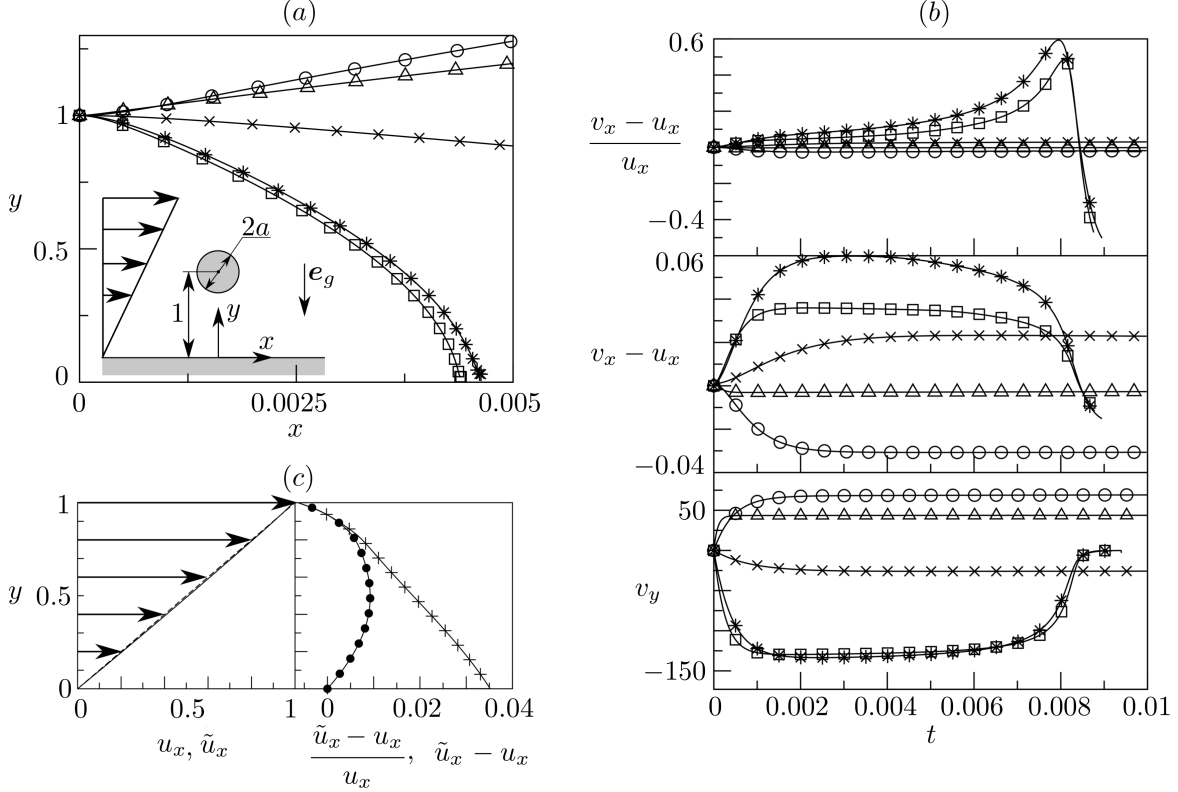 (a)
y
1
0.5
0
0
0.0025
0.005
x
2a
e_g
1
y
x
(b)
0.6
\frac{v_x − u_x}{u_x}
−0.4
0.06
v_x − u_x
−0.04
50
v_y
−150
0
0.002
0.004
0.006
0.008
0.01
t
(c)
1
y
0.5
0
0
0.5
1
0
0.02
0.04
u_x, ũ_x
\frac{ũ_x − u_x}{u_x}, ũ_x − u_x